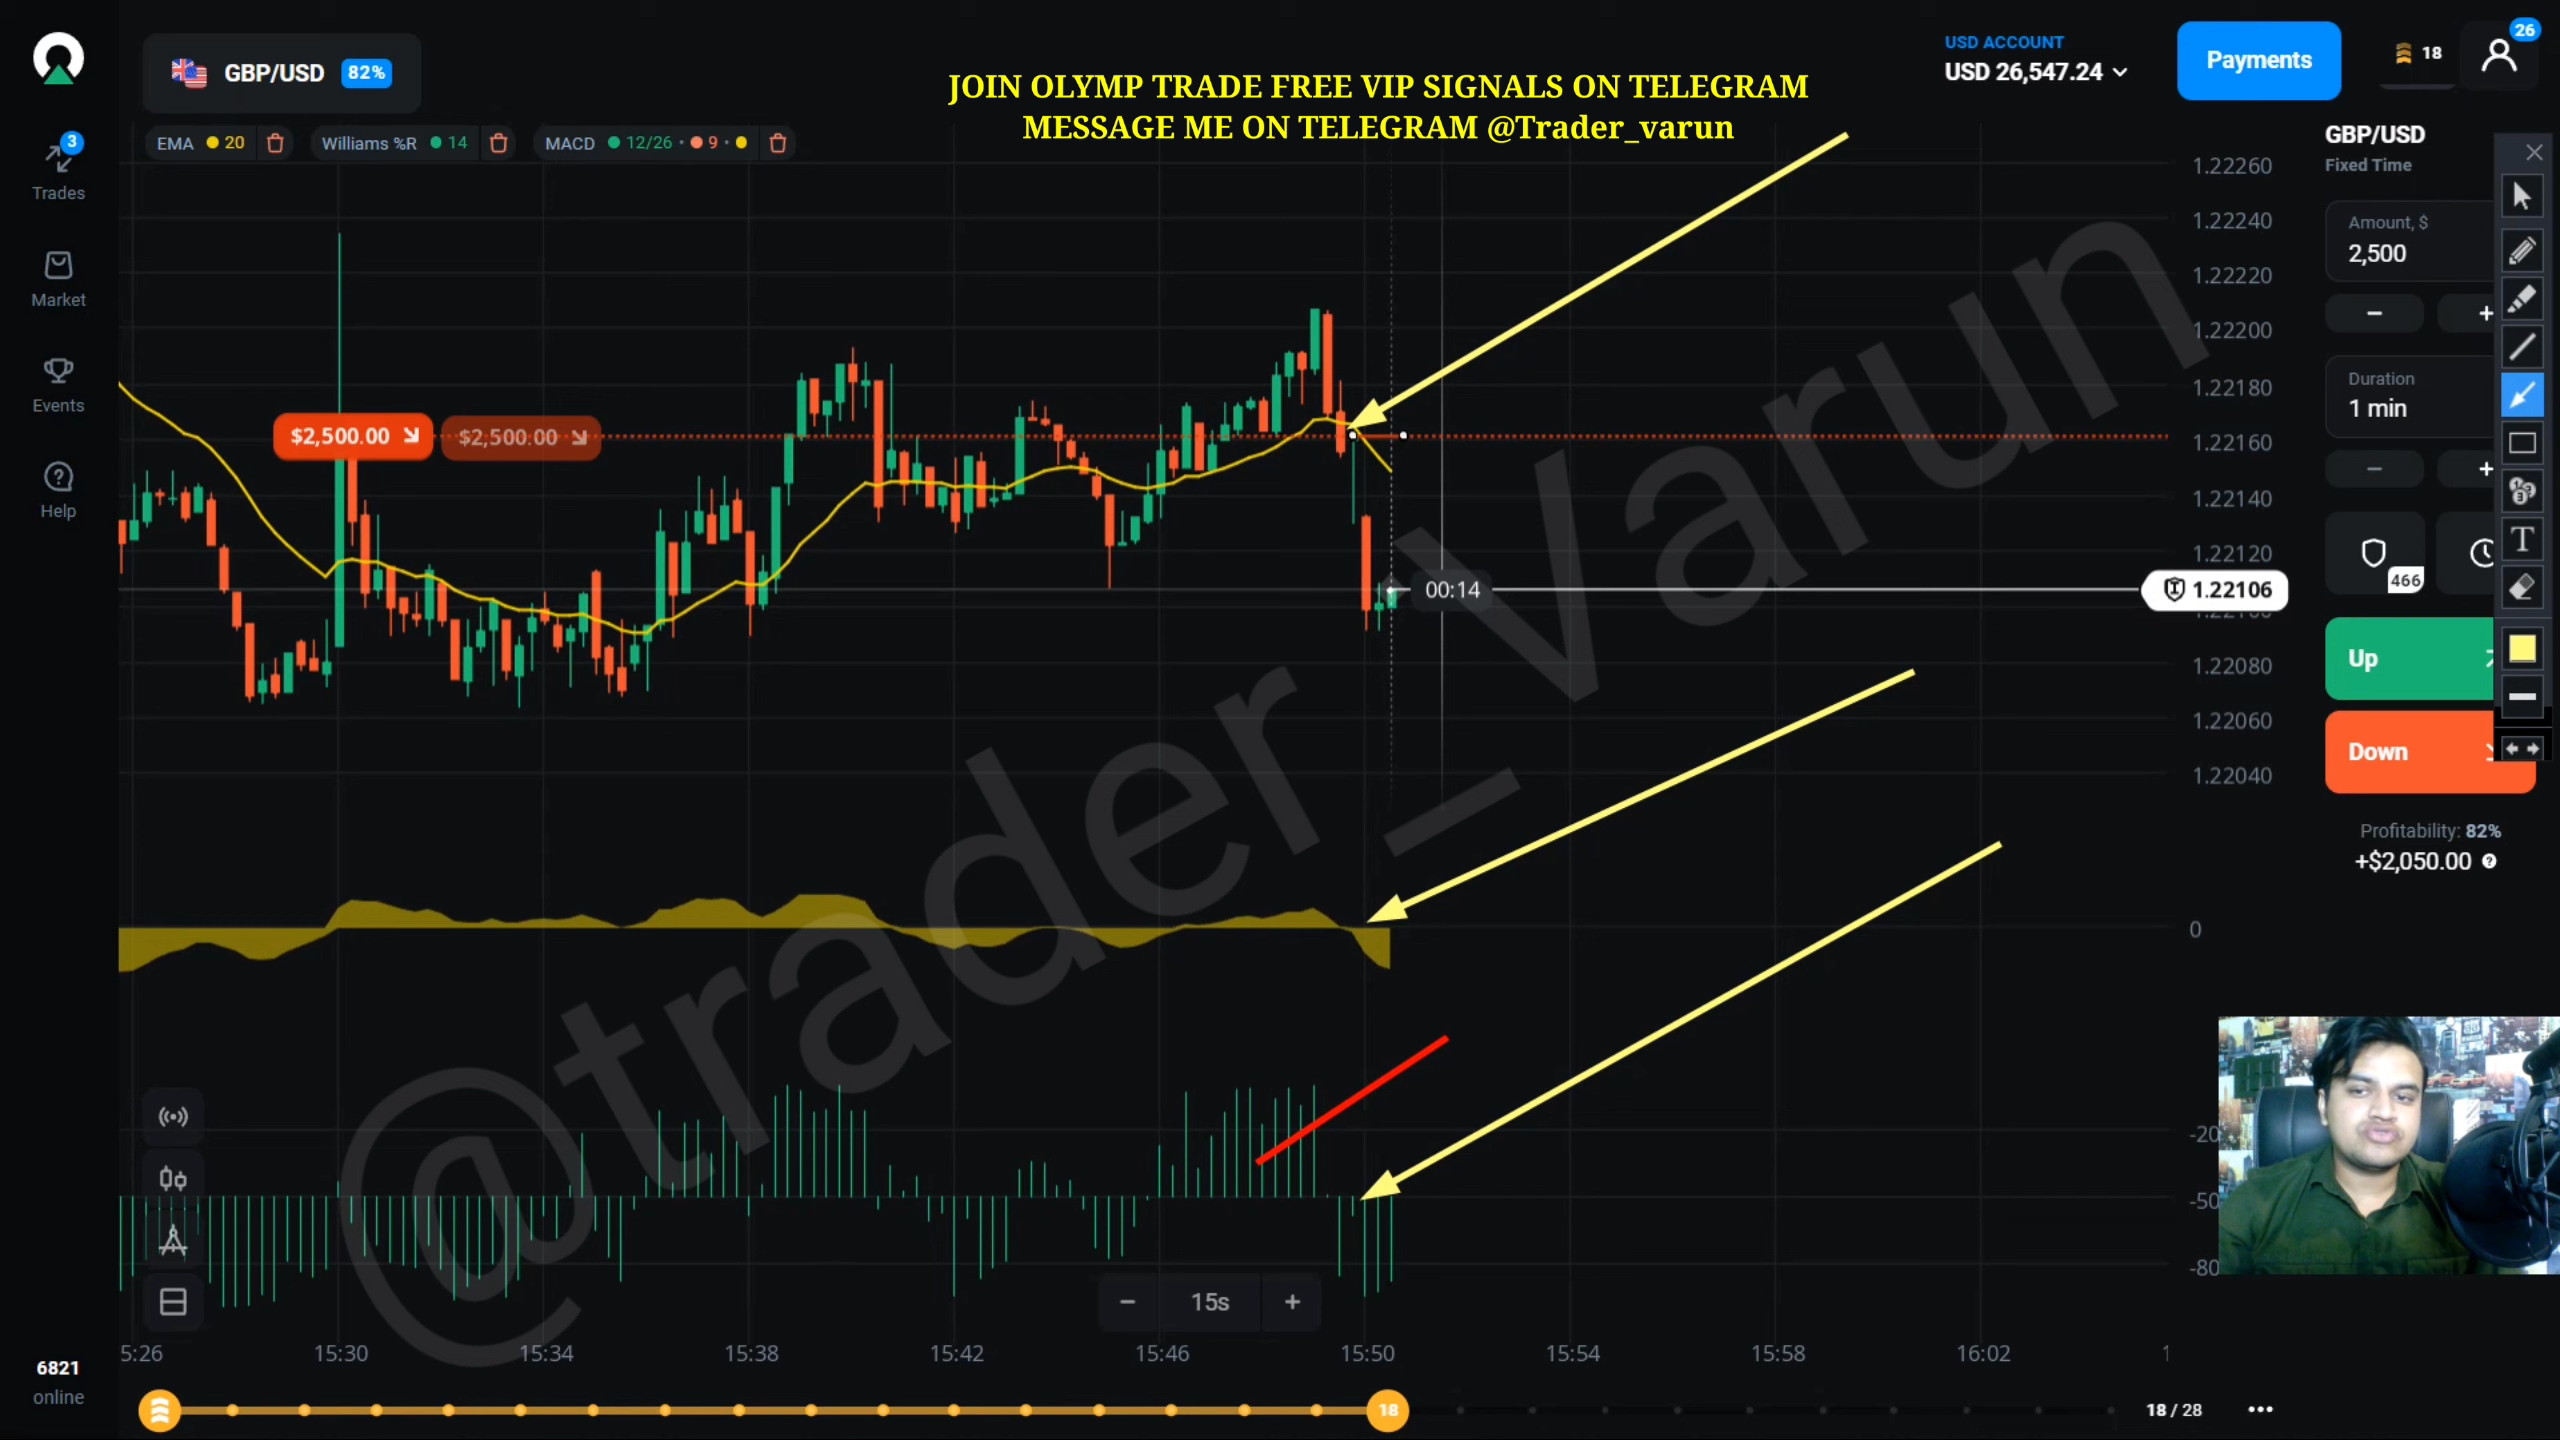 GBP/USD 82%
JOIN OLYMP TRADE FREE VIP SIGNALS ON TELEGRAM
MESSAGE ME ON TELEGRAM @Trader_varun
USD ACCOUNT
USD 26,547.24
Payments
18
26
EMA 20 Williams %R 14 MACD 12/26 • 9 •
3
Trades
Market
Events
Help
6821
online
$2,500.00 $2,500.00
00:14
@trader_Varun
1.22260
1.22240
1.22220
1.22200
1.22180
1.22160
1.22140
1.22120
1.22106
1.22080
1.22060
1.22040
0
-20
-50
-80
GBP/USD
Fixed Time
Amount, $
2,500
− +
Duration
1 min
− +
466
T
Up
Down
Profitability: 82%
+$2,050.00
− 15s +
5:26 15:30 15:34 15:38 15:42 15:46 15:50 15:54 15:58 16:02
18
18 / 28